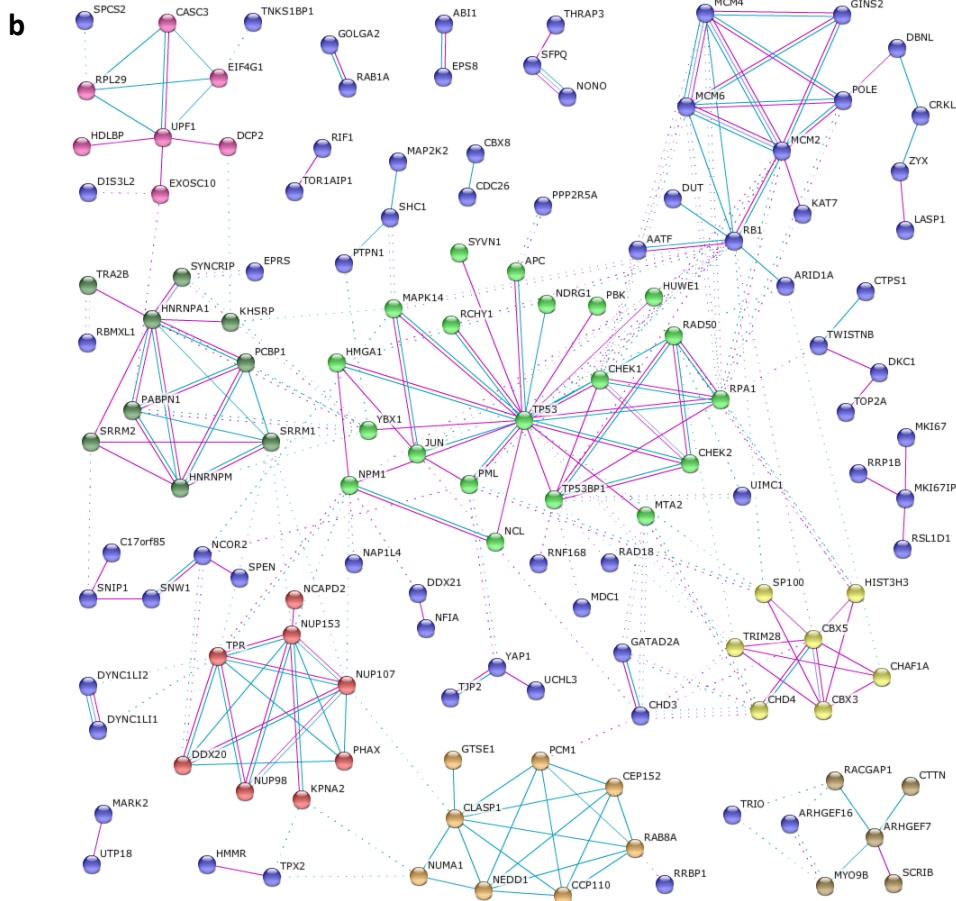 b
SPCS2
CASC3
TNKS1BP1
RPL29
EIF4G1
HDLBP
UPF1
DCP2
DIS3L2
EXOSC10
GOLGA2
RAB1A
ABI1
EPS8
THRAP3
SFPQ
NONO
RIF1
TOR1AIP1
MAP2K2
SHC1
PTPN1
CBX8
CDC26
PPP2R5A
MCM4
GINS2
MCM6
POLE
MCM2
DBNL
CRKL
ZYX
LASP1
DUT
KAT7
AATF
RB1
ARID1A
TRA2B
SYNCRIP
EPRS
HNRNPA1
KHSRP
RBMXL1
PCBP1
PABPN1
SRRM2
SRRM1
HNRNPM
SYVN1
APC
MAPK14
RCHY1
NDRG1
PBK
HUWE1
HMGA1
RAD50
CHEK1
RPA1
TP53
YBX1
JUN
CHEK2
NPM1
PML
TP53BP1
MTA2
NCL
UIMC1
CTPS1
TWISTNB
DKC1
TOP2A
MKI67
RRP1B
MKI67IP
RSL1D1
C17orf85
NCOR2
SNIP1
SNW1
SPEN
NAP1L4
DDX21
NFIA
RNF168
RAD18
MDC1
SP100
HIST3H3
TRIM28
CBX5
CHAF1A
CHD4
CBX3
GATAD2A
CHD3
NCAPD2
NUP153
TPR
NUP107
DYNC1LI2
DYNC1LI1
DDX20
PHAX
NUP98
KPNA2
YAP1
TJP2
UCHL3
MARK2
UTP18
HMMR
TPX2
GTSE1
PCM1
CEP152
CLASP1
RAB8A
NUMA1
NEDD1
CCP110
RRBP1
RACGAP1
CTTN
TRIO
ARHGEF16
ARHGEF7
MYO9B
SCRIB